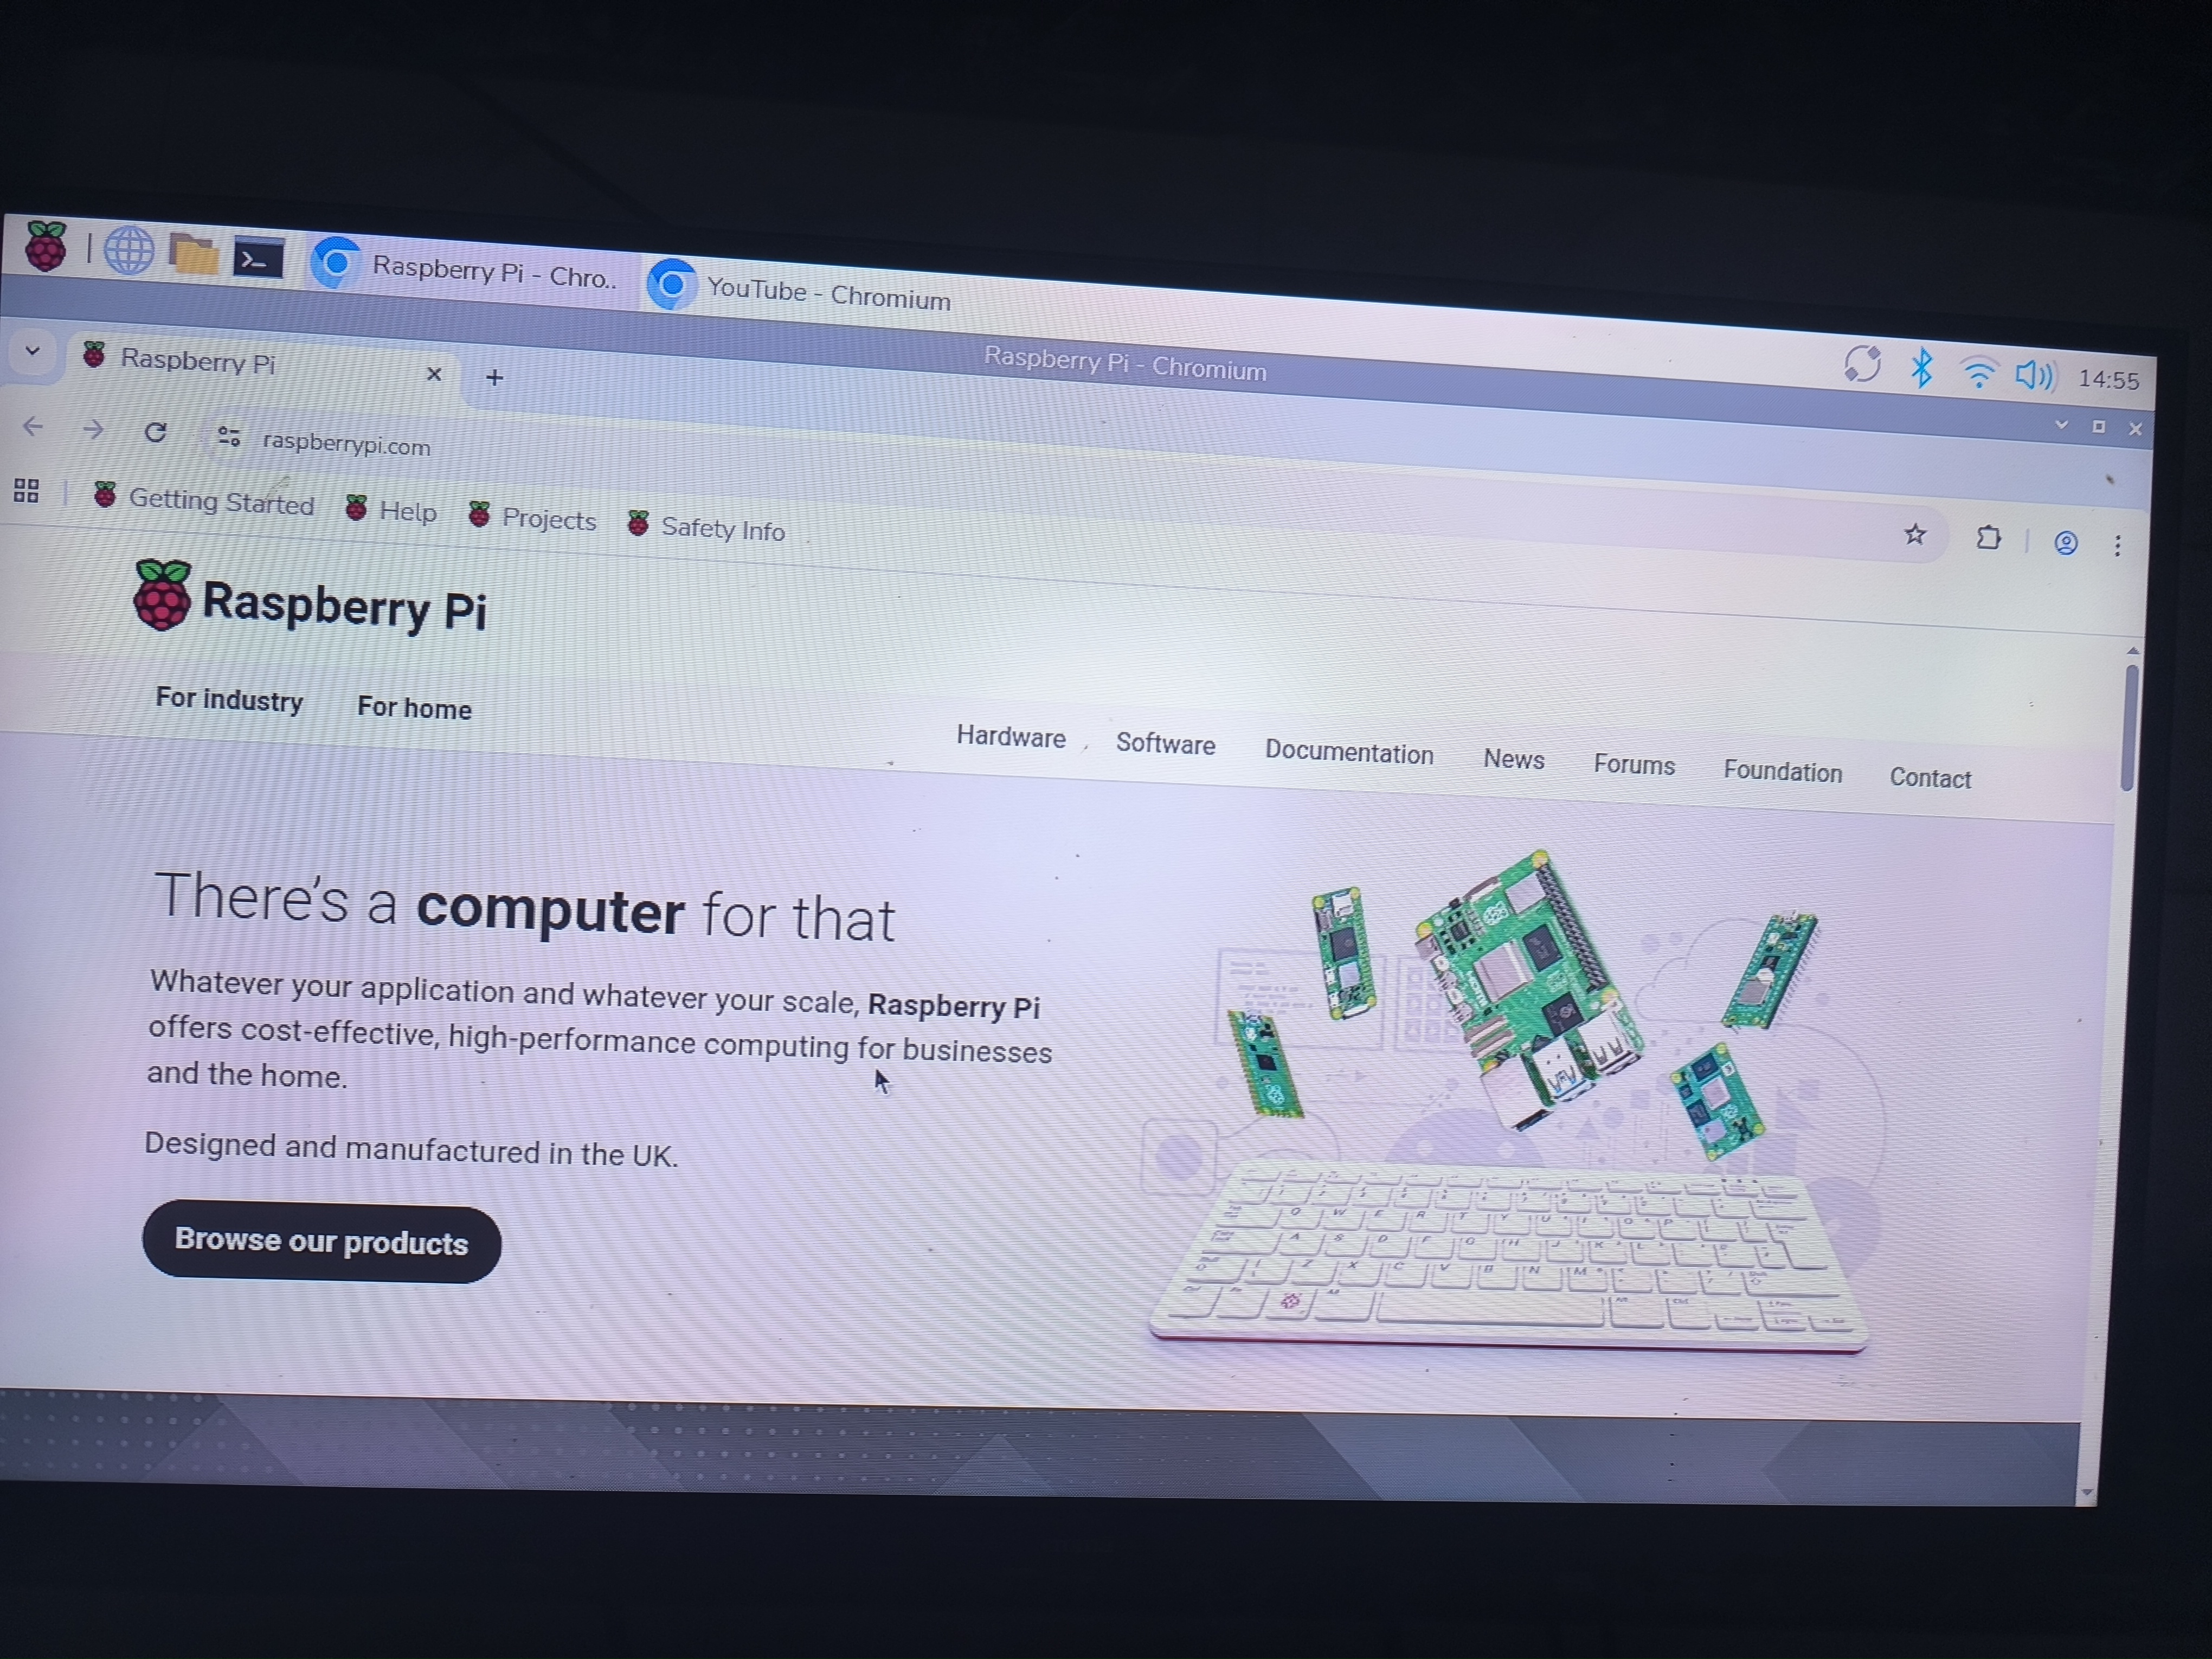 Raspberry Pi - Chro..
YouTube - Chromium
14:55
Raspberry Pi - Chromium
Raspberry Pi
raspberrypi.com
Getting Started
Help
Projects
Safety Info
Raspberry Pi
For industry
For home
Hardware
Software
Documentation
News
Forums
Foundation
Contact
There's a computer for that
Whatever your application and whatever your scale, Raspberry Pi
offers cost-effective, high-performance computing for businesses
and the home.
Designed and manufactured in the UK.
Browse our products